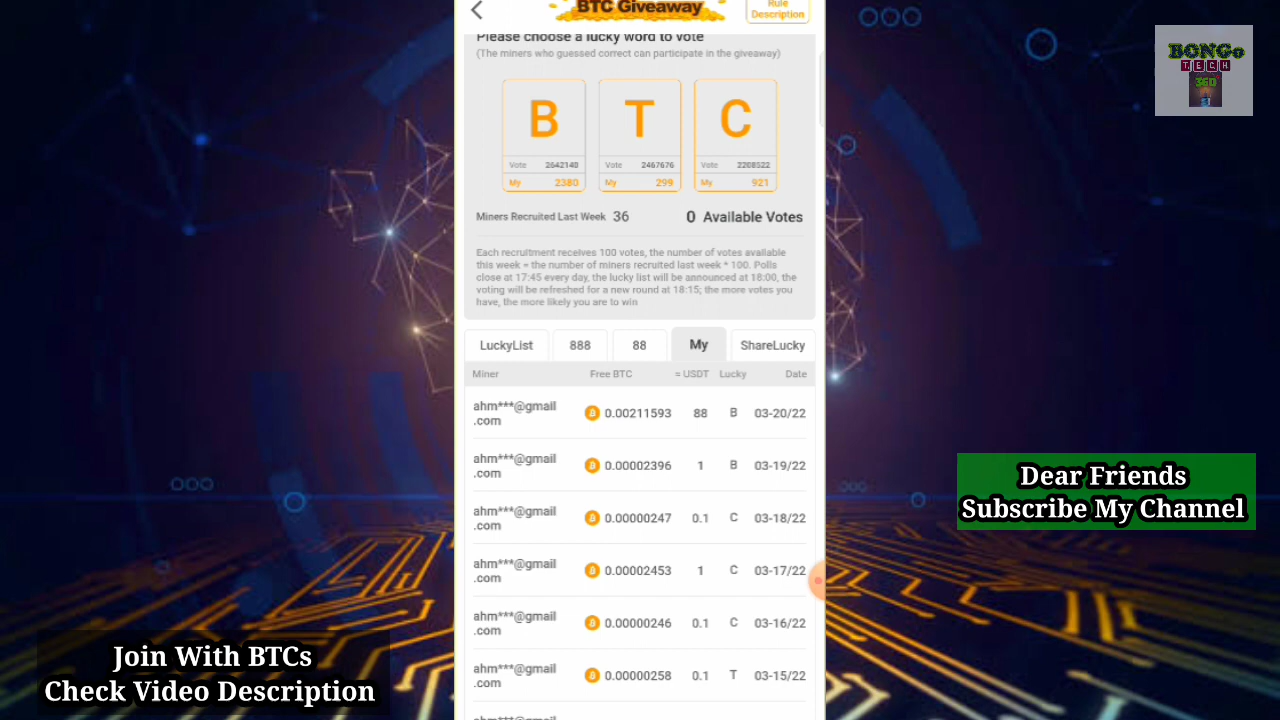 BTC Giveaway
Rule
Description
Please choose a lucky word to vote
(The miners who guessed correct can participate in the giveaway)
B T C
Vote 2642140 Vote 2467676 Vote 2208522
My 2380 My 299 My 921
Miners Recruited Last Week 36 0 Available Votes
Each recruitment receives 100 votes, the number of votes available
this week = the number of miners recruited last week * 100. Polls
close at 17:45 every day, the lucky list will be announced at 18:00, the
voting will be refreshed for a new round at 18:15; the more votes you
have, the more likely you are to win
LuckyList 888 88 My ShareLucky
Miner Free BTC ≈ USDT Lucky Date
ahm***@gmail
.com 0.00211593 88 B 03-20/22
ahm***@gmail
.com 0.00002396 1 B 03-19/22
ahm***@gmail
.com 0.00000247 0.1 C 03-18/22
ahm***@gmail
.com 0.00002453 1 C 03-17/22
ahm***@gmail
.com 0.00000246 0.1 C 03-16/22
ahm***@gmail
.com 0.00000258 0.1 T 03-15/22
BONGo
TECH
360
Dear Friends
Subscribe My Channel
Join With BTCs
Check Video Description